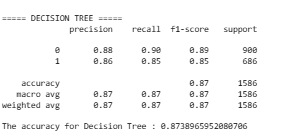 ===== DECISION TREE =====
precision recall f1-score support
0 0.88 0.90 0.89 900
1 0.86 0.85 0.85 686
accuracy 0.87 1586
macro avg 0.87 0.87 0.87 1586
weighted avg 0.87 0.87 0.87 1586
The accuracy for Decision Tree : 0.8738965952080706